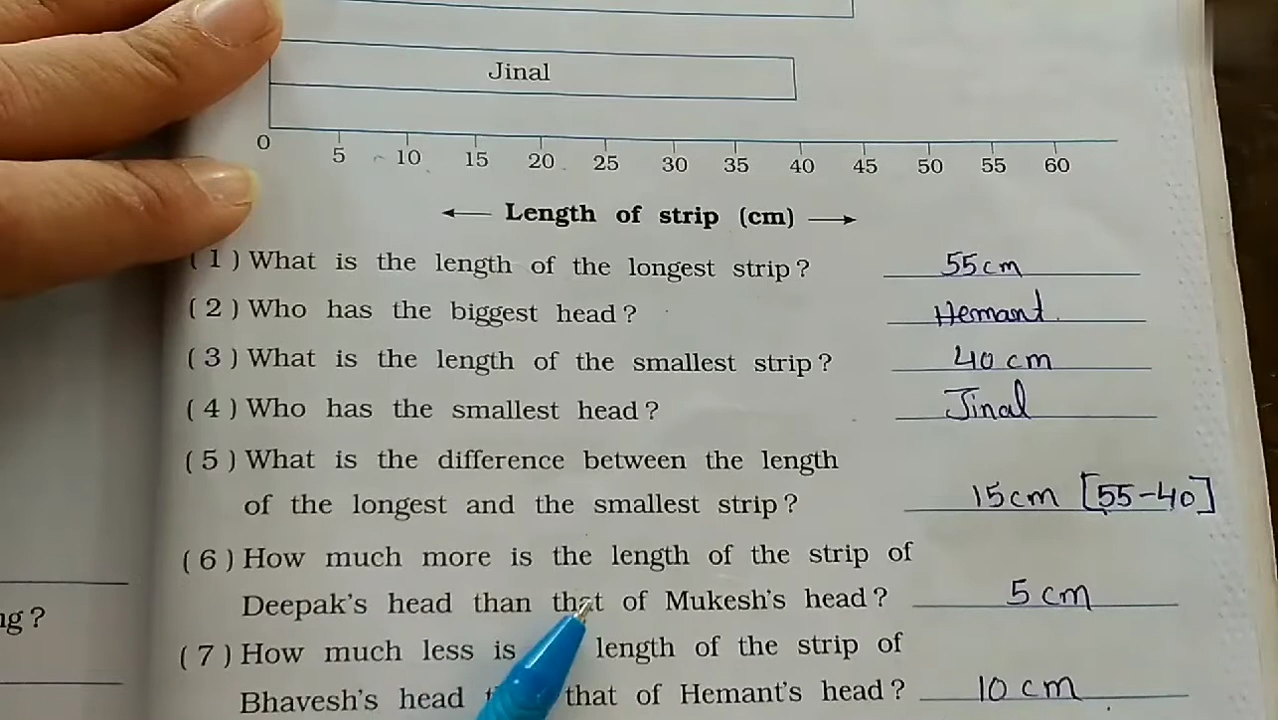 Jinal
0 5 10 15 20 25 30 35 40 45 50 55 60
Length of strip (cm)
( 1 ) What is the length of the longest strip? 55cm
( 2 ) Who has the biggest head? Hemant
( 3 ) What is the length of the smallest strip? 40 cm
( 4 ) Who has the smallest head? Jinal
( 5 ) What is the difference between the length
of the longest and the smallest strip? 15cm [55-40]
( 6 ) How much more is the length of the strip of
Deepak's head than that of Mukesh's head? 5 cm
ng?
( 7 ) How much less is length of the strip of
Bhavesh's head that of Hemant's head? 10 cm